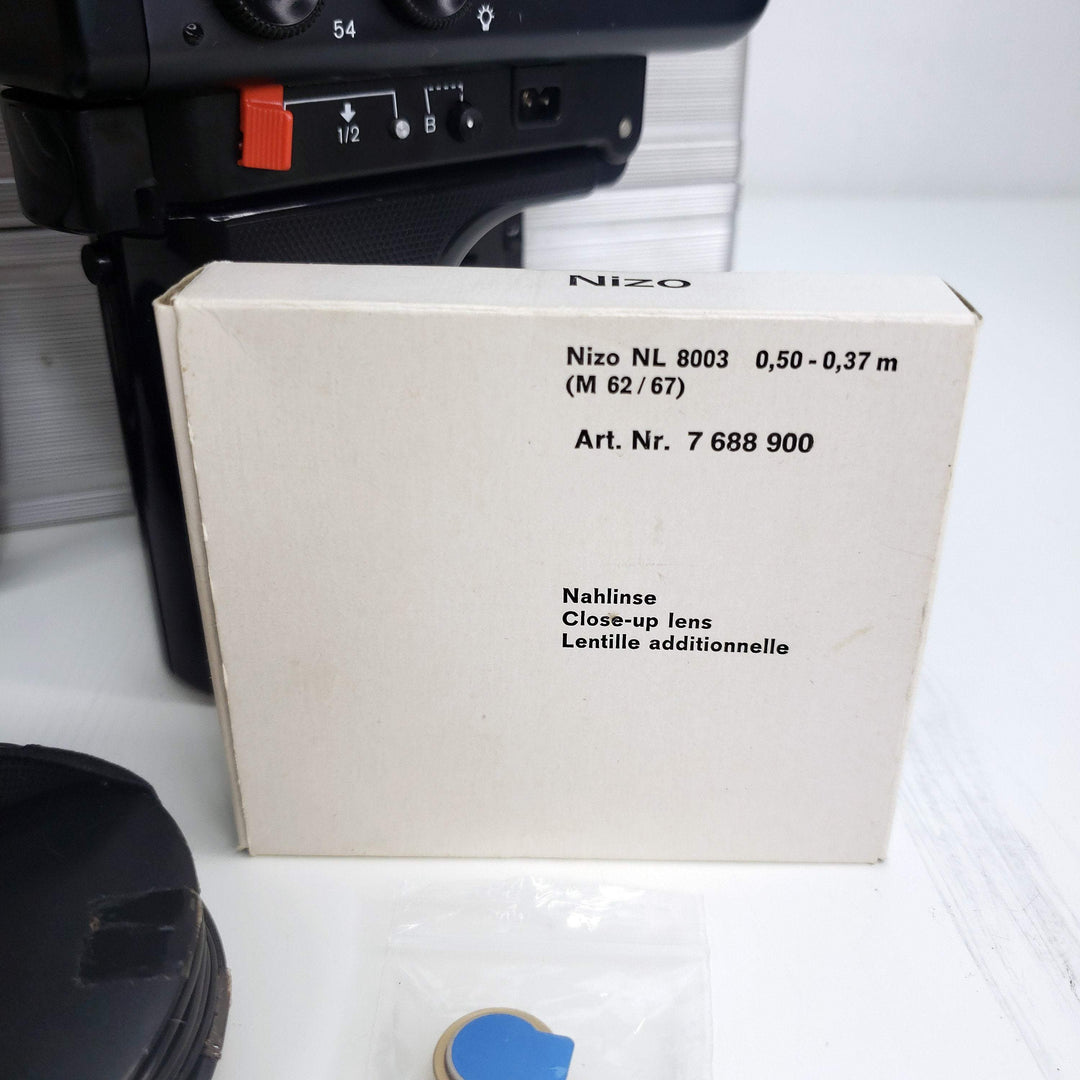 54
1/2
B
Nizo
Nizo NL 8003 0,50 - 0,37 m
(M 62 / 67)
Art. Nr. 7 688 900
Nahlinse
Close-up lens
Lentille additionnelle